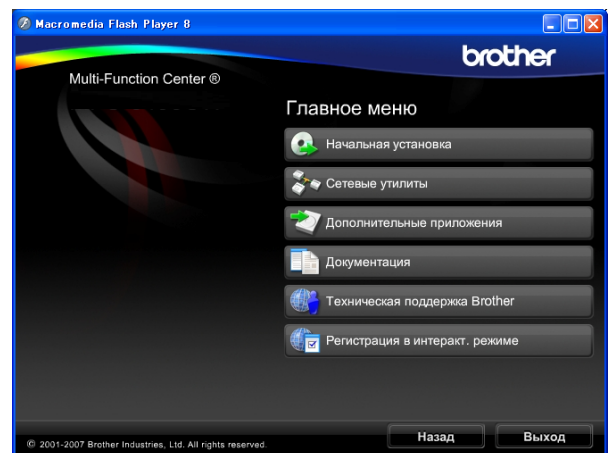 Macromedia Flash Player 8
brother
Multi-Function Center ®
Главное меню
Начальная установка
Сетевые утилиты
Дополнительные приложения
Документация
Техническая поддержка Brother
Регистрация в интеракт. режиме
Назад
Выход
© 2001-2007 Brother Industries, Ltd. All rights reserved.